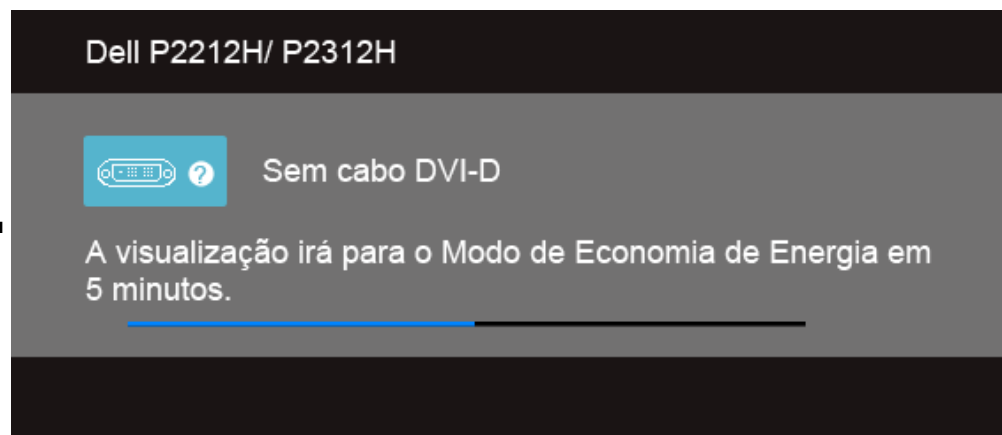 Dell P2212H/ P2312H
Sem cabo DVI-D
A visualização irá para o Modo de Economia de Energia em
5 minutos.